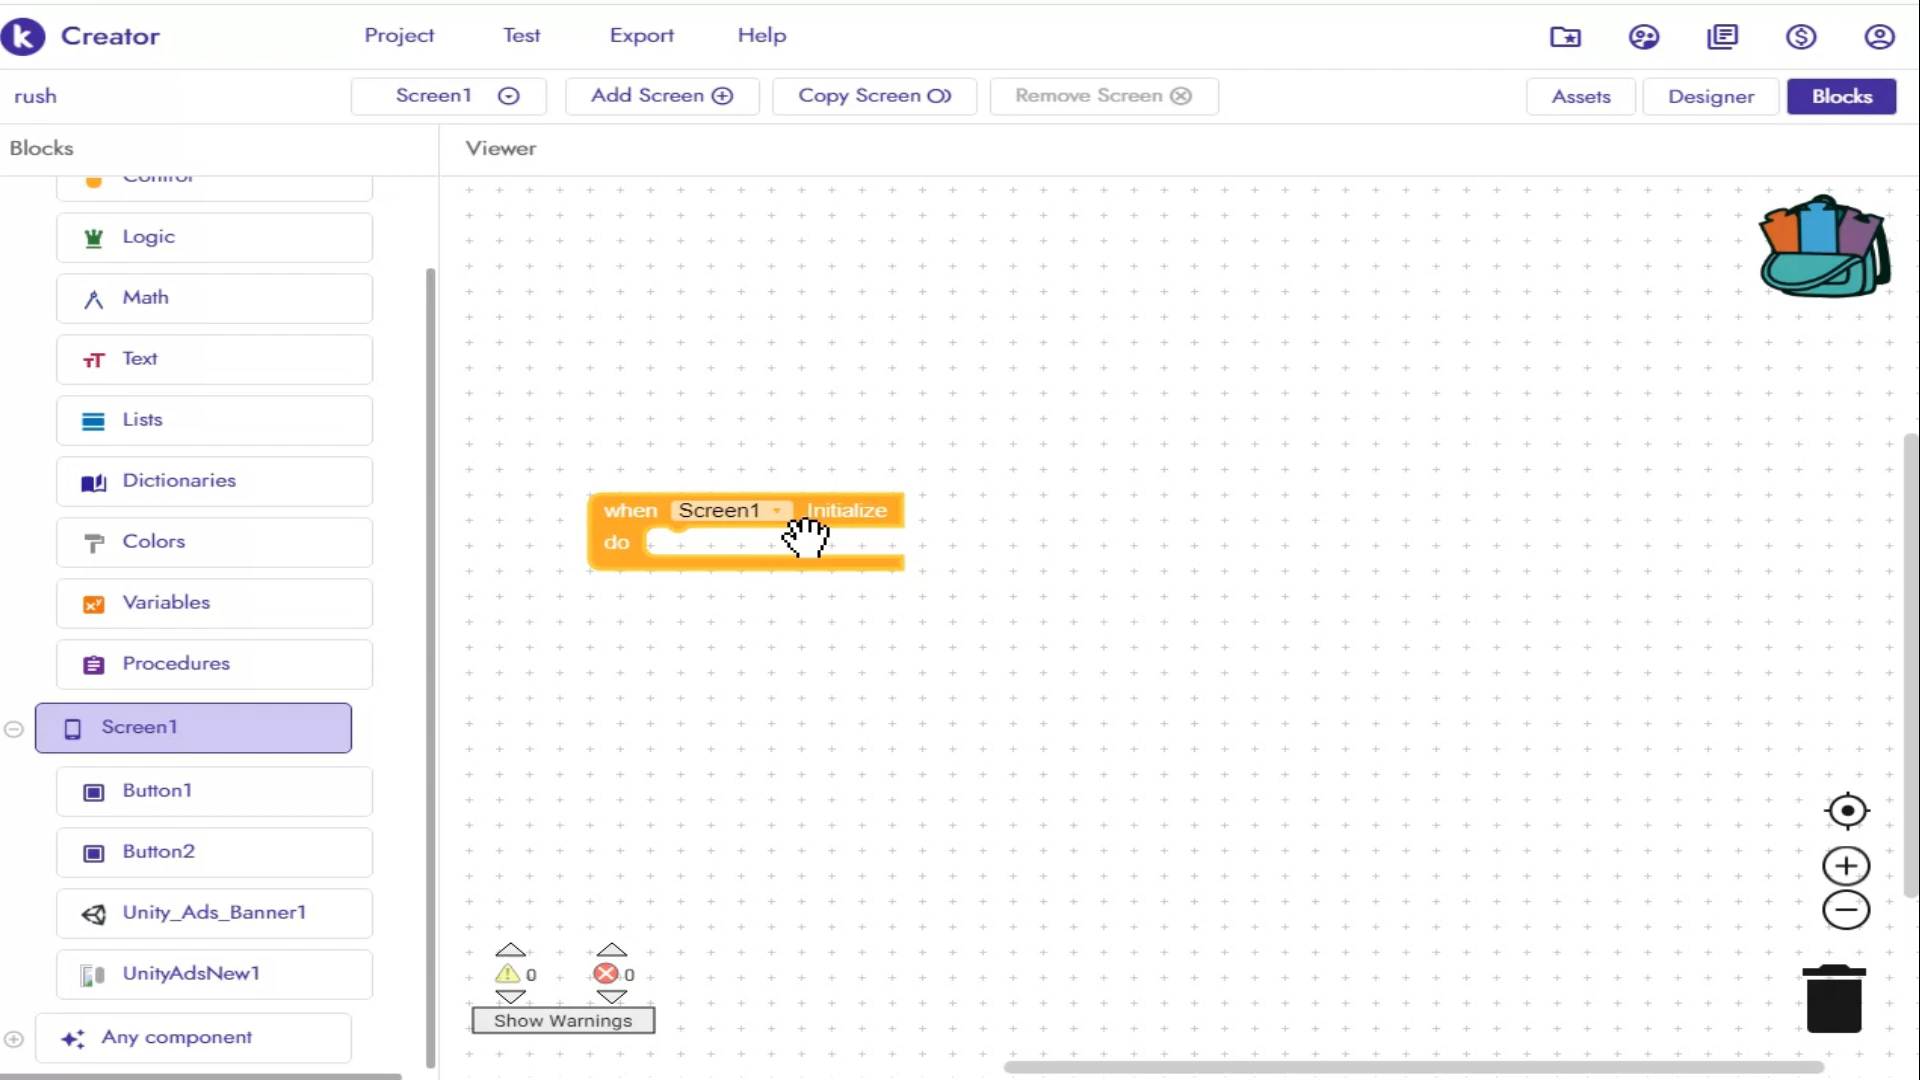 k Creator
Project
Test
Export
Help
rush
Screen1
Add Screen
Copy Screen
Remove Screen
Assets
Designer
Blocks
Blocks
Viewer
Control
Logic
Math
Text
Lists
Dictionaries
Colors
Variables
Procedures
Screen1
Button1
Button2
Unity_Ads_Banner1
UnityAdsNew1
Any component
when Screen1 .Initialize
do
0
0
Show Warnings